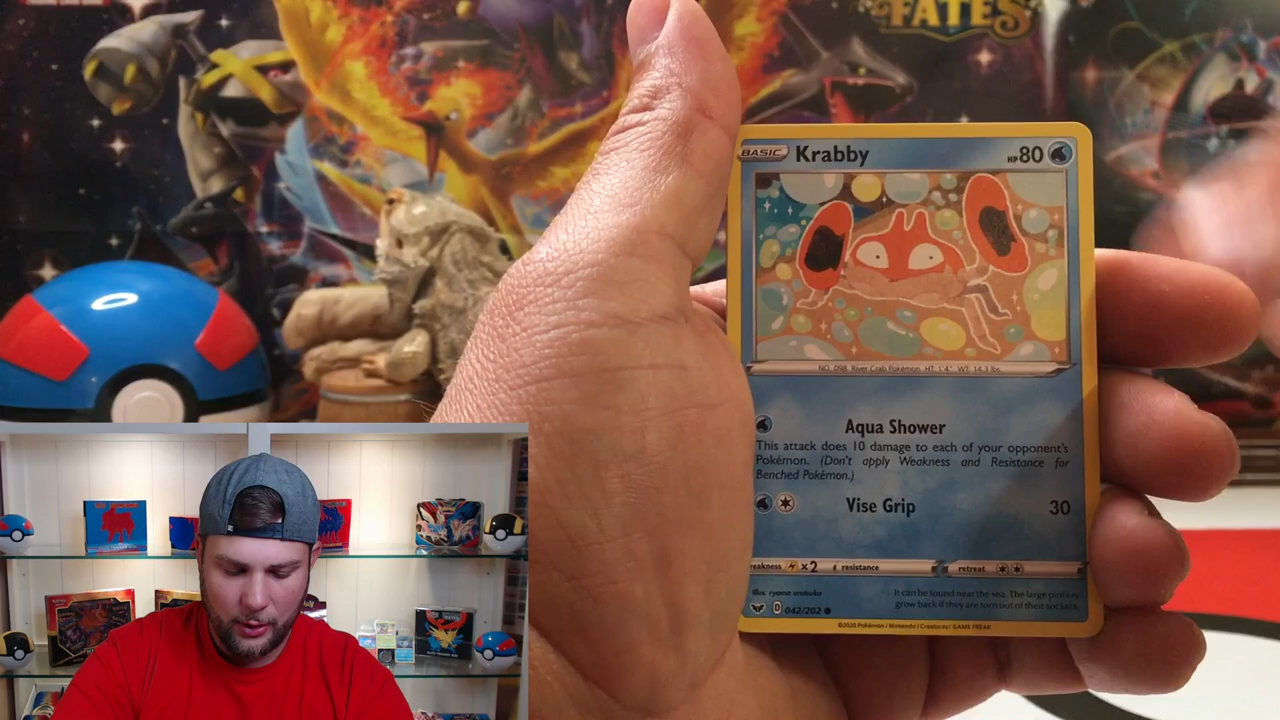 FATES
BASIC Krabby HP 80
NO. 098 River Crab Pokémon HT: 1'4" WT: 14.3 lbs.
Aqua Shower
This attack does 10 damage to each of your opponent's
Pokémon. (Don't apply Weakness and Resistance for
Benched Pokémon.)
Vise Grip 30
eakness ×2 resistance retreat
illus. ryoma uratsuka
It can be found near the sea. The large pincers
grow back if they are torn out of their sockets.
D 042/202
©2020 Pokémon / Nintendo / Creatures / GAME FREAK